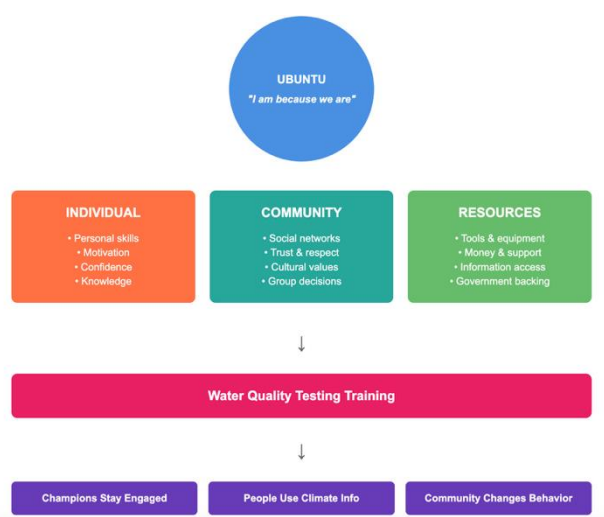 UBUNTU
"I am because we are"
INDIVIDUAL
• Personal skills
• Motivation
• Confidence
• Knowledge
COMMUNITY
• Social networks
• Trust & respect
• Cultural values
• Group decisions
RESOURCES
• Tools & equipment
• Money & support
• Information access
• Government backing
↓
Water Quality Testing Training
↓
Champions Stay Engaged
People Use Climate Info
Community Changes Behavior